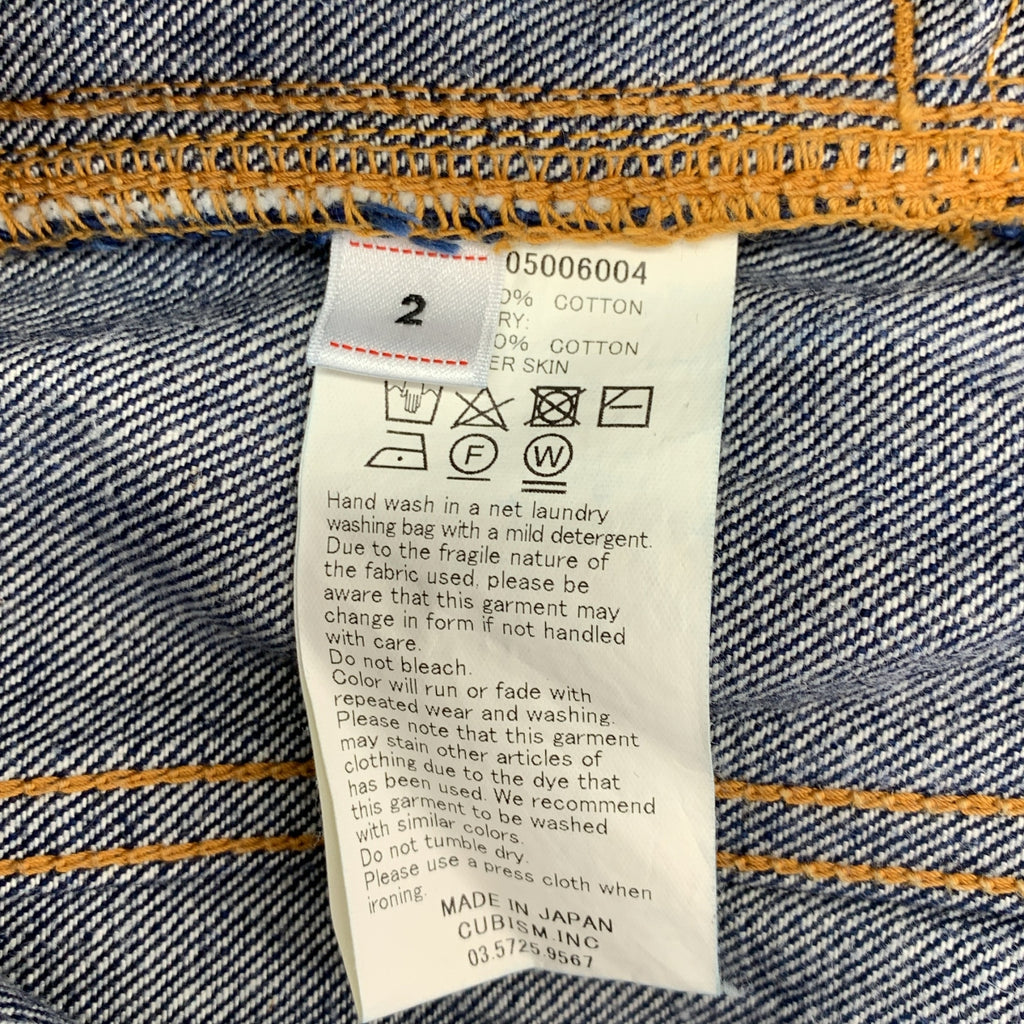 2
05006004
0% COTTON
RY:
0% COTTON
ER SKIN
F W
Hand wash in a net laundry
washing bag with a mild detergent.
Due to the fragile nature of
the fabric used, please be
aware that this garment may
change in form if not handled
with care.
Do not bleach.
Color will run or fade with
repeated wear and washing.
Please note that this garment
may stain other articles of
clothing due to the dye that
has been used. We recommend
this garment to be washed
with similar colors.
Do not tumble dry.
Please use a press cloth when
ironing.
MADE IN JAPAN
CUBISM.INC
03.5725.9567